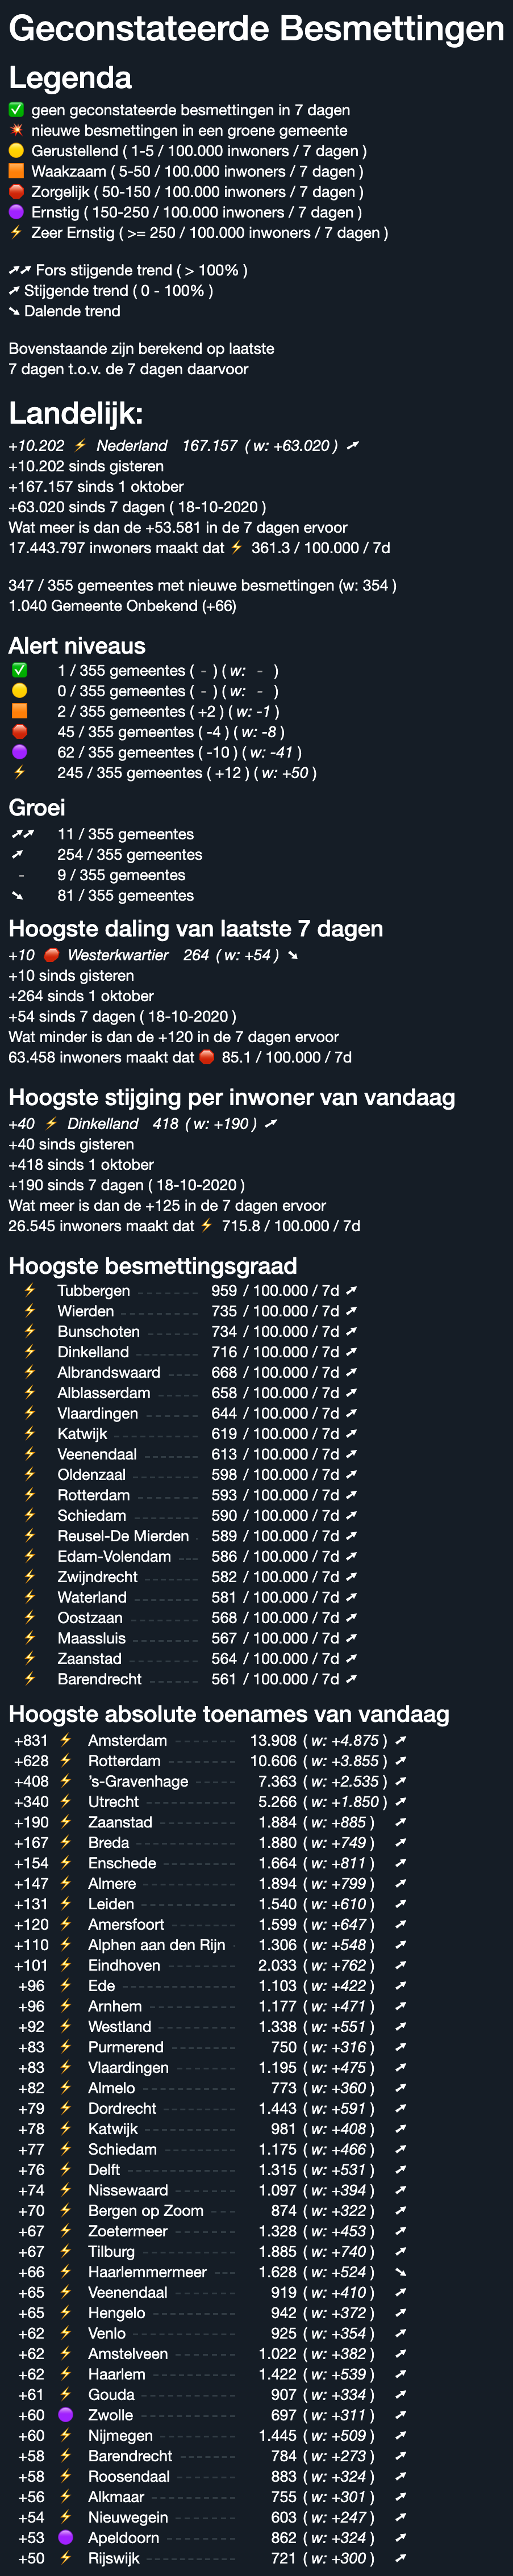 Geconstateerde Besmettingen
Legenda
✅ geen geconstateerde besmettingen in 7 dagen
💥 nieuwe besmettingen in een groene gemeente
🟡 Gerustellend ( 1-5 / 100.000 inwoners / 7 dagen )
🟧 Waakzaam ( 5-50 / 100.000 inwoners / 7 dagen )
🛑 Zorgelijk ( 50-150 / 100.000 inwoners / 7 dagen )
🟣 Ernstig ( 150-250 / 100.000 inwoners / 7 dagen )
⚡ Zeer Ernstig ( >= 250 / 100.000 inwoners / 7 dagen )
➚➚ Fors stijgende trend ( > 100% )
➚ Stijgende trend ( 0 - 100% )
➘ Dalende trend
Bovenstaande zijn berekend op laatste
7 dagen t.o.v. de 7 dagen daarvoor
Landelijk:
+10.202 ⚡ Nederland 167.157 ( w: +63.020 ) ➚
+10.202 sinds gisteren
+167.157 sinds 1 oktober
+63.020 sinds 7 dagen ( 18-10-2020 )
Wat meer is dan de +53.581 in de 7 dagen ervoor
17.443.797 inwoners maakt dat ⚡ 361.3 / 100.000 / 7d
347 / 355 gemeentes met nieuwe besmettingen (w: 354 )
1.040 Gemeente Onbekend (+66)
Alert niveaus
✅ 1 / 355 gemeentes ( - ) ( w: - )
🟡 0 / 355 gemeentes ( - ) ( w: - )
🟧 2 / 355 gemeentes ( +2 ) ( w: -1 )
🛑 45 / 355 gemeentes ( -4 ) ( w: -8 )
🟣 62 / 355 gemeentes ( -10 ) ( w: -41 )
⚡ 245 / 355 gemeentes ( +12 ) ( w: +50 )
Groei
➚➚ 11 / 355 gemeentes
➚ 254 / 355 gemeentes
- 9 / 355 gemeentes
➘ 81 / 355 gemeentes
Hoogste daling van laatste 7 dagen
+10 🛑 Westerkwartier 264 ( w: +54 ) ➘
+10 sinds gisteren
+264 sinds 1 oktober
+54 sinds 7 dagen ( 18-10-2020 )
Wat minder is dan de +120 in de 7 dagen ervoor
63.458 inwoners maakt dat 🛑 85.1 / 100.000 / 7d
Hoogste stijging per inwoner van vandaag
+40 ⚡ Dinkelland 418 ( w: +190 ) ➚
+40 sinds gisteren
+418 sinds 1 oktober
+190 sinds 7 dagen ( 18-10-2020 )
Wat meer is dan de +125 in de 7 dagen ervoor
26.545 inwoners maakt dat ⚡ 715.8 / 100.000 / 7d
Hoogste besmettingsgraad
⚡ Tubbergen 959 / 100.000 / 7d ➚
⚡ Wierden 735 / 100.000 / 7d ➚
⚡ Bunschoten 734 / 100.000 / 7d ➚
⚡ Dinkelland 716 / 100.000 / 7d ➚
⚡ Albrandswaard 668 / 100.000 / 7d ➚
⚡ Alblasserdam 658 / 100.000 / 7d ➚
⚡ Vlaardingen 644 / 100.000 / 7d ➚
⚡ Katwijk 619 / 100.000 / 7d ➚
⚡ Veenendaal 613 / 100.000 / 7d ➚
⚡ Oldenzaal 598 / 100.000 / 7d ➚
⚡ Rotterdam 593 / 100.000 / 7d ➚
⚡ Schiedam 590 / 100.000 / 7d ➚
⚡ Reusel-De Mierden 589 / 100.000 / 7d ➚
⚡ Edam-Volendam 586 / 100.000 / 7d ➚
⚡ Zwijndrecht 582 / 100.000 / 7d ➚
⚡ Waterland 581 / 100.000 / 7d ➚
⚡ Oostzaan 568 / 100.000 / 7d ➚
⚡ Maassluis 567 / 100.000 / 7d ➚
⚡ Zaanstad 564 / 100.000 / 7d ➚
⚡ Barendrecht 561 / 100.000 / 7d ➚
Hoogste absolute toenames van vandaag
+831 ⚡ Amsterdam 13.908 ( w: +4.875 ) ➚
+628 ⚡ Rotterdam 10.606 ( w: +3.855 ) ➚
+408 ⚡ 's-Gravenhage 7.363 ( w: +2.535 ) ➚
+340 ⚡ Utrecht 5.266 ( w: +1.850 ) ➚
+190 ⚡ Zaanstad 1.884 ( w: +885 ) ➚
+167 ⚡ Breda 1.880 ( w: +749 ) ➚
+154 ⚡ Enschede 1.664 ( w: +811 ) ➚
+147 ⚡ Almere 1.894 ( w: +799 ) ➚
+131 ⚡ Leiden 1.540 ( w: +610 ) ➚
+120 ⚡ Amersfoort 1.599 ( w: +647 ) ➚
+110 ⚡ Alphen aan den Rijn 1.306 ( w: +548 ) ➚
+101 ⚡ Eindhoven 2.033 ( w: +762 ) ➚
+96 ⚡ Ede 1.103 ( w: +422 ) ➚
+96 ⚡ Arnhem 1.177 ( w: +471 ) ➚
+92 ⚡ Westland 1.338 ( w: +551 ) ➚
+83 ⚡ Purmerend 750 ( w: +316 ) ➚
+83 ⚡ Vlaardingen 1.195 ( w: +475 ) ➚
+82 ⚡ Almelo 773 ( w: +360 ) ➚
+79 ⚡ Dordrecht 1.443 ( w: +591 ) ➚
+78 ⚡ Katwijk 981 ( w: +408 ) ➚
+77 ⚡ Schiedam 1.175 ( w: +466 ) ➚
+76 ⚡ Delft 1.315 ( w: +531 ) ➚
+74 ⚡ Nissewaard 1.097 ( w: +394 ) ➚
+70 ⚡ Bergen op Zoom 874 ( w: +322 ) ➚
+67 ⚡ Zoetermeer 1.328 ( w: +453 ) ➚
+67 ⚡ Tilburg 1.885 ( w: +740 ) ➚
+66 ⚡ Haarlemmermeer 1.628 ( w: +524 ) ➘
+65 ⚡ Veenendaal 919 ( w: +410 ) ➚
+65 ⚡ Hengelo 942 ( w: +372 ) ➚
+62 ⚡ Venlo 925 ( w: +354 ) ➚
+62 ⚡ Amstelveen 1.022 ( w: +382 ) ➚
+62 ⚡ Haarlem 1.422 ( w: +539 ) ➚
+61 ⚡ Gouda 907 ( w: +334 ) ➚
+60 🟣 Zwolle 697 ( w: +311 ) ➚
+60 ⚡ Nijmegen 1.445 ( w: +509 ) ➚
+58 ⚡ Barendrecht 784 ( w: +273 ) ➚
+58 ⚡ Roosendaal 883 ( w: +324 ) ➚
+56 ⚡ Alkmaar 755 ( w: +301 ) ➚
+54 ⚡ Nieuwegein 603 ( w: +247 ) ➚
+53 🟣 Apeldoorn 862 ( w: +324 ) ➚
+50 ⚡ Rijswijk 721 ( w: +300 ) ➚